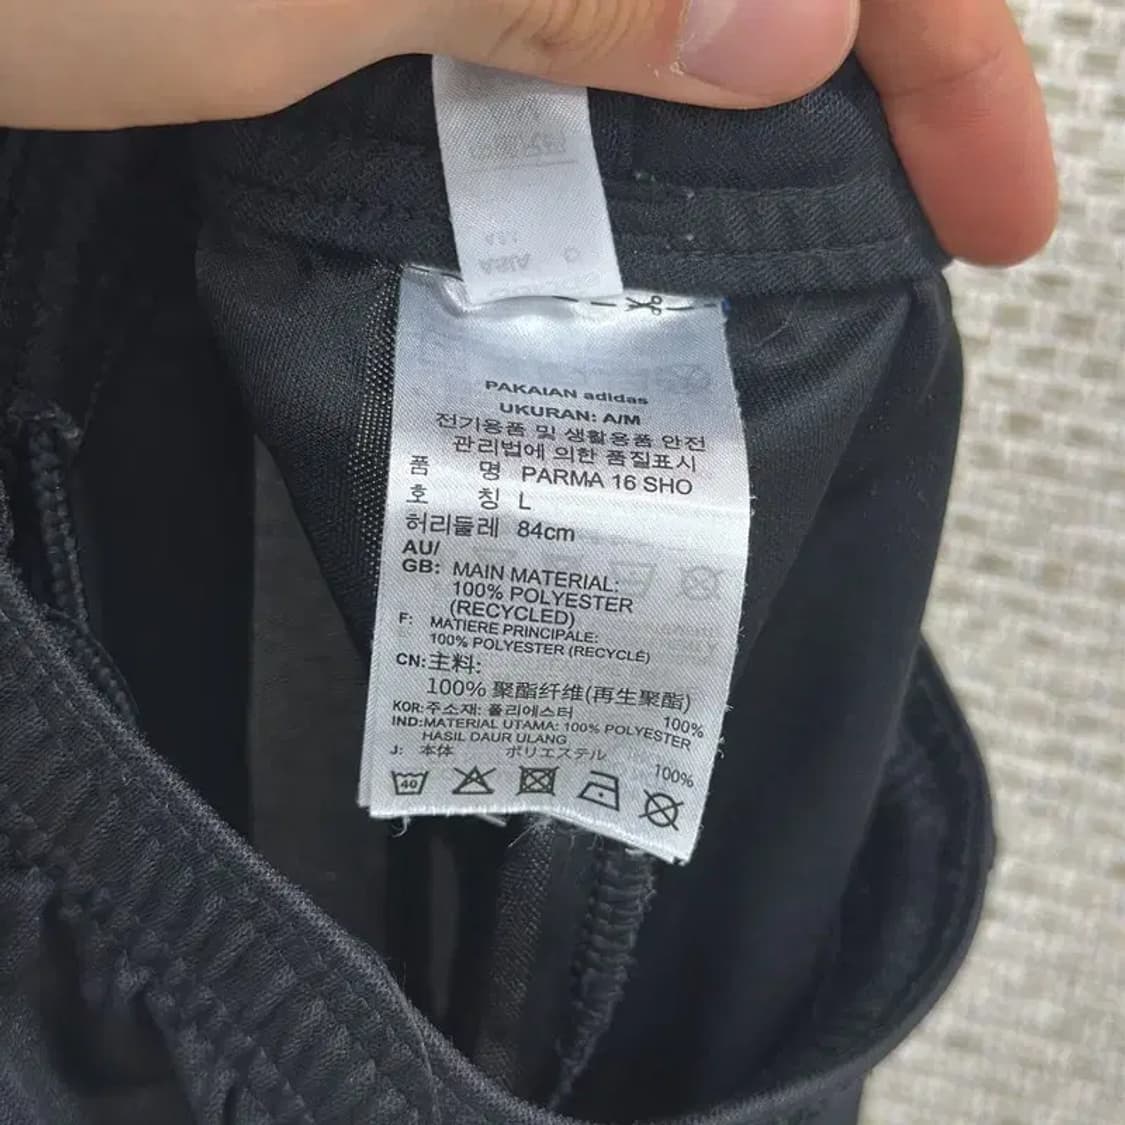 PAKAIAN adidas
UKURAN: A/M
전기용품 및 생활용품 안전
관리법에 의한 품질표시
품 명 PARMA 16 SHO
호 칭 L
허리둘레 84cm
AU/
GB: MAIN MATERIAL:
100% POLYESTER
(RECYCLED)
F: MATIERE PRINCIPALE:
100% POLYESTER (RECYCLÉ)
CN: 主料:
100% 聚酯纤维(再生聚酯)
KOR: 주소재: 폴리에스터 100%
IND: MATERIAL UTAMA: 100% POLYESTER
HASIL DAUR ULANG
J: 本体 ポリエステル 100%
40